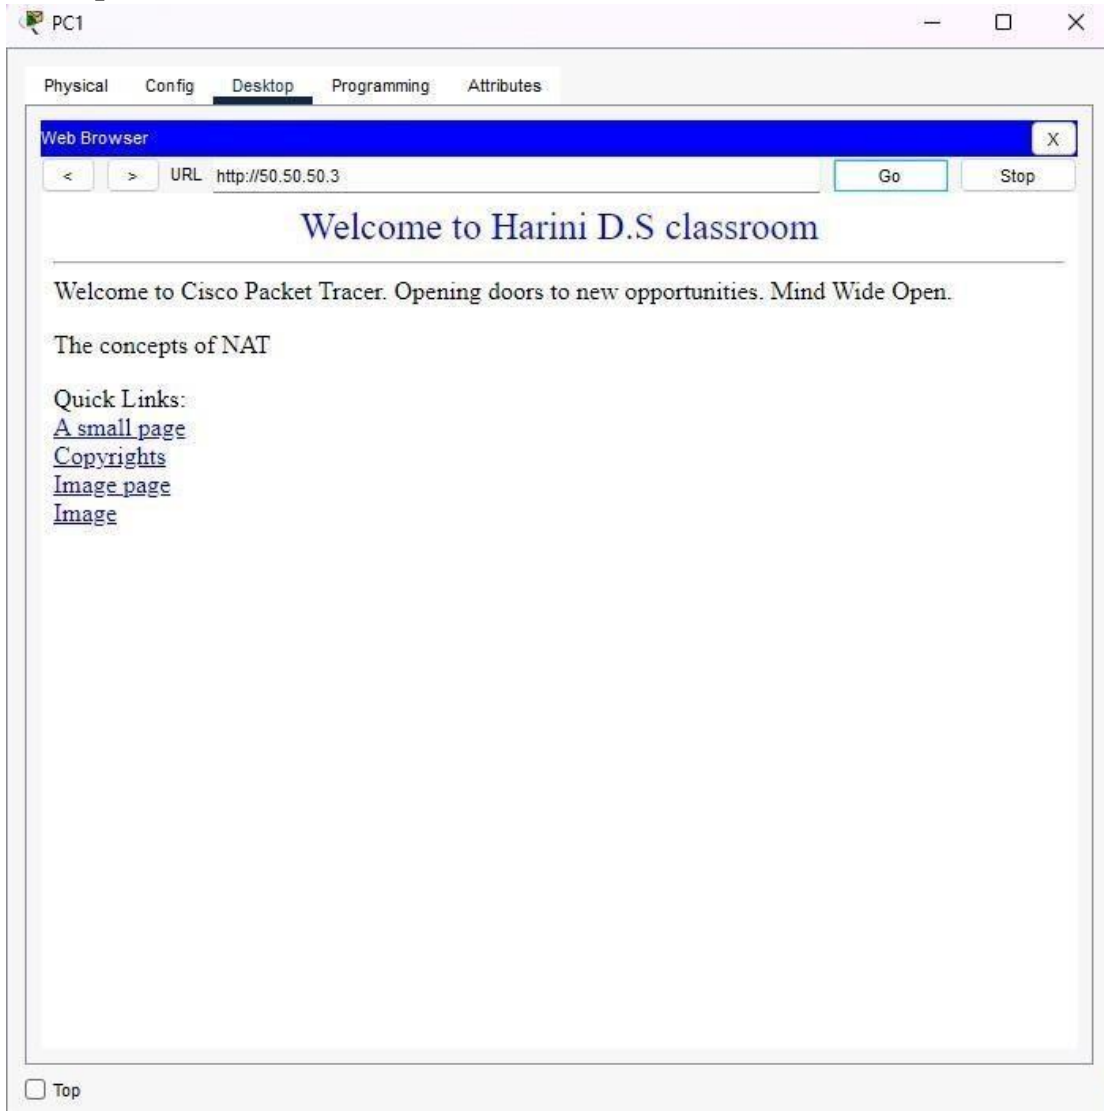 PC1
Physical Config Desktop Programming Attributes
Web Browser X
< > URL http://50.50.50.3 Go Stop
Welcome to Harini D.S classroom
Welcome to Cisco Packet Tracer. Opening doors to new opportunities. Mind Wide Open.
The concepts of NAT
Quick Links:
A small page
Copyrights
Image page
Image
Top